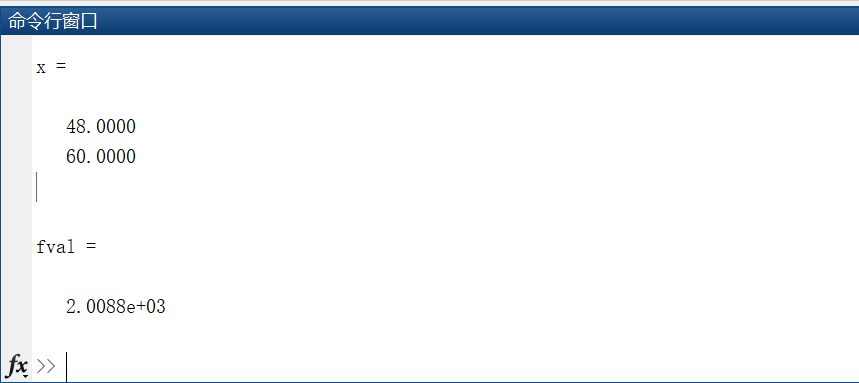 命令行窗口
x =
48.0000
60.0000
fval =
2.0088e+03
fx >>